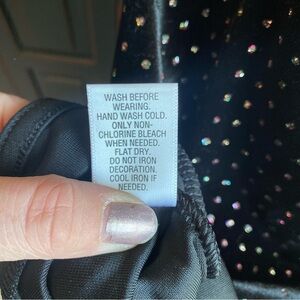 WASH BEFORE
WEARING.
HAND WASH COLD.
ONLY NON-
CHLORINE BLEACH
WHEN NEEDED.
FLAT DRY.
DO NOT IRON
DECORATION.
COOL IRON IF
NEEDED.